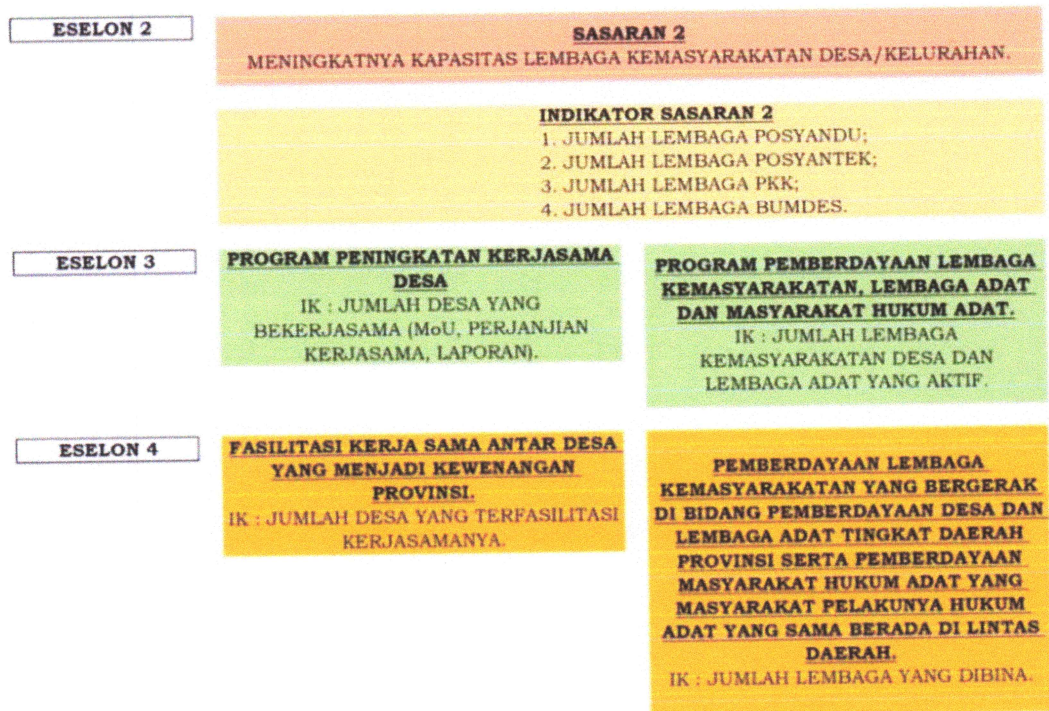 ESELON 2
SASARAN 2
MENINGKATNYA KAPASITAS LEMBAGA KEMASYARAKATAN DESA/KELURAHAN.
INDIKATOR SASARAN 2
1. JUMLAH LEMBAGA POSYANDU;
2. JUMLAH LEMBAGA POSYANTEK;
3. JUMLAH LEMBAGA PKK;
4. JUMLAH LEMBAGA BUMDES.
ESELON 3
PROGRAM PENINGKATAN KERJASAMA
DESA
IK : JUMLAH DESA YANG
BEKERJASAMA (MoU, PERJANJIAN
KERJASAMA, LAPORAN).
PROGRAM PEMBERDAYAAN LEMBAGA
KEMASYARAKATAN, LEMBAGA ADAT
DAN MASYARAKAT HUKUM ADAT.
IK : JUMLAH LEMBAGA
KEMASYARAKATAN DESA DAN
LEMBAGA ADAT YANG AKTIF.
ESELON 4
FASILITASI KERJA SAMA ANTAR DESA
YANG MENJADI KEWENANGAN
PROVINSI.
IK : JUMLAH DESA YANG TERFASILITASI
KERJASAMANYA.
PEMBERDAYAAN LEMBAGA
KEMASYARAKATAN YANG BERGERAK
DI BIDANG PEMBERDAYAAN DESA DAN
LEMBAGA ADAT TINGKAT DAERAH
PROVINSI SERTA PEMBERDAYAAN
MASYARAKAT HUKUM ADAT YANG
MASYARAKAT PELAKUNYA HUKUM
ADAT YANG SAMA BERADA DI LINTAS
DAERAH.
IK : JUMLAH LEMBAGA YANG DIBINA.